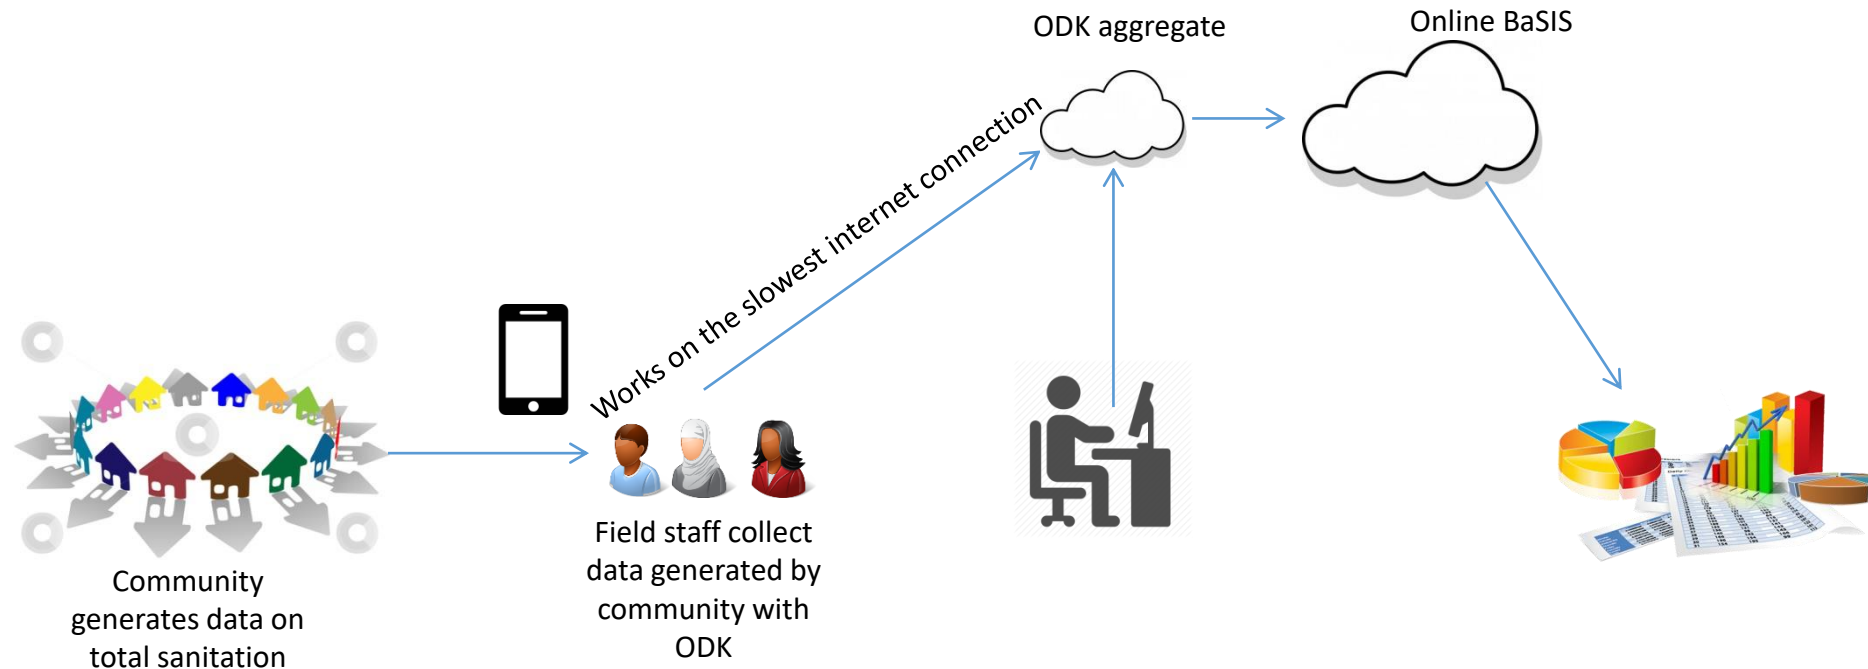 ODK aggregate
Online BaSIS
Works on the slowest internet connection
Community
generates data on
total sanitation
Field staff collect
data generated by
community with
ODK